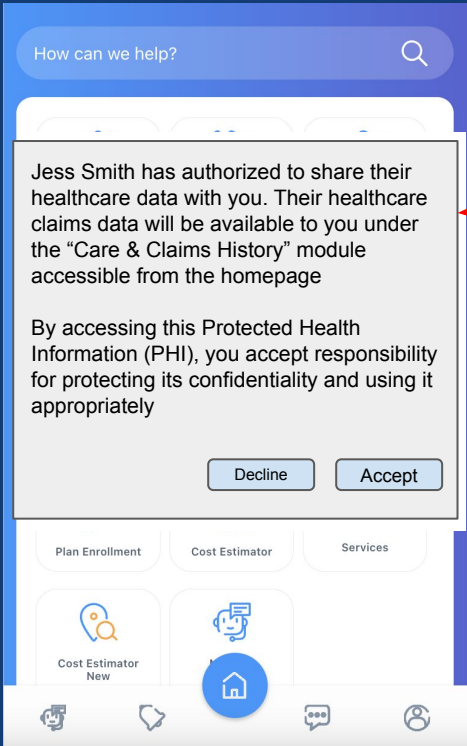 How can we help?
Jess Smith has authorized to share their
healthcare data with you. Their healthcare
claims data will be available to you under
the “Care & Claims History” module
accessible from the homepage
By accessing this Protected Health
Information (PHI), you accept responsibility
for protecting its confidentiality and using it
appropriately
Decline
Accept
Plan Enrollment
Cost Estimator
Services
Cost Estimator
New